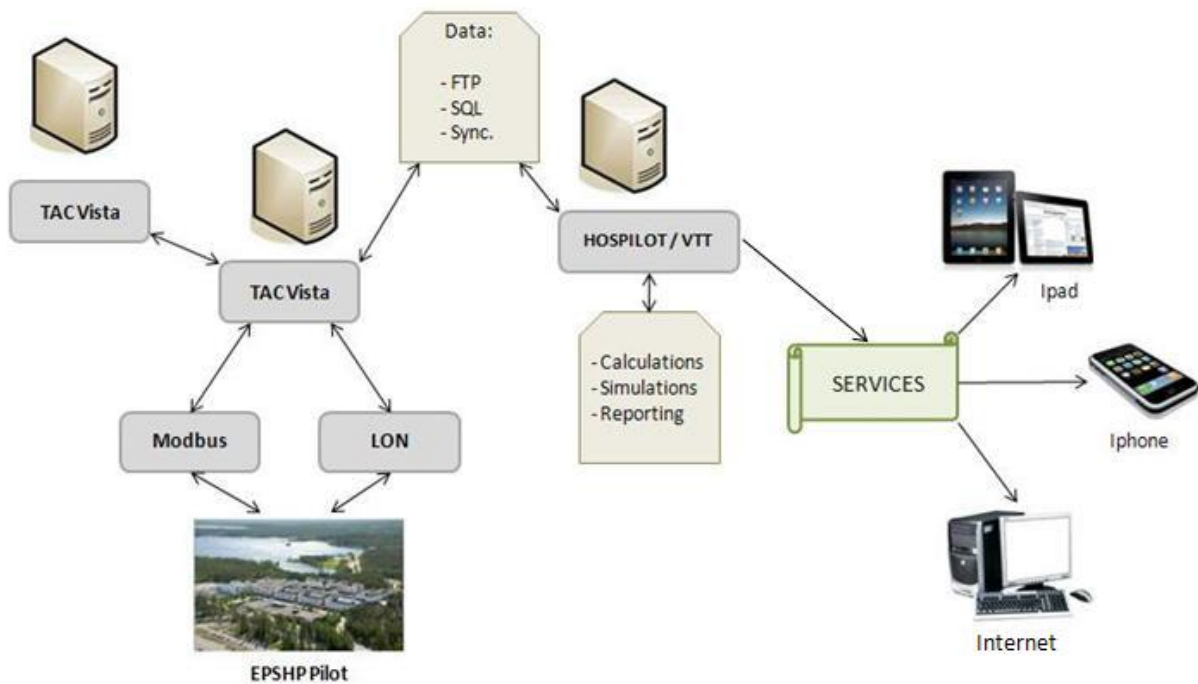 Data:
- FTP
- SQL
- Sync.
TAC Vista
TAC Vista
HOSPILOT / VTT
Ipad
- Calculations
- Simulations
- Reporting
SERVICES
Iphone
Modbus
LON
Internet
EPSHP Pilot